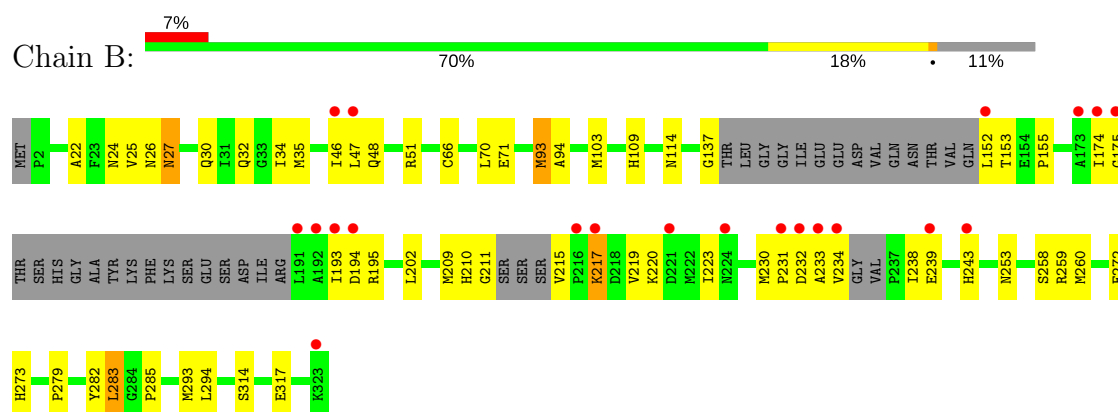 7%
Chain B:
70% 18% • 11%
MET P2 A22 F23 N24 V25 N26 N27 Q30 I31 Q32 G33 I34 M35 I46 L47 Q48 R51 C66 L70 E71 M93 A94 M103 H109 N114 G137 THR LEU GLY GLY ILE GLU GLU ASP VAL GLN ASN THR VAL GLN L152 T153 E154 P155 A173 I174 G175
THR SER HIS GLY ALA TYR LYS PHE LYS SER GLU SER ASP ILE ARG L191 A192 I193 D194 R195 L202 M209 H210 G211 SER SER SER V215 P216 K217 D218 V219 K220 D221 M222 I223 N224 M230 P231 D232 A233 V234 GLY VAL P237 I238 E239 H243 N253 S258 R259 M260
H273 P279 Y282 L283 G284 P285 M293 L294 S314 E317 K323